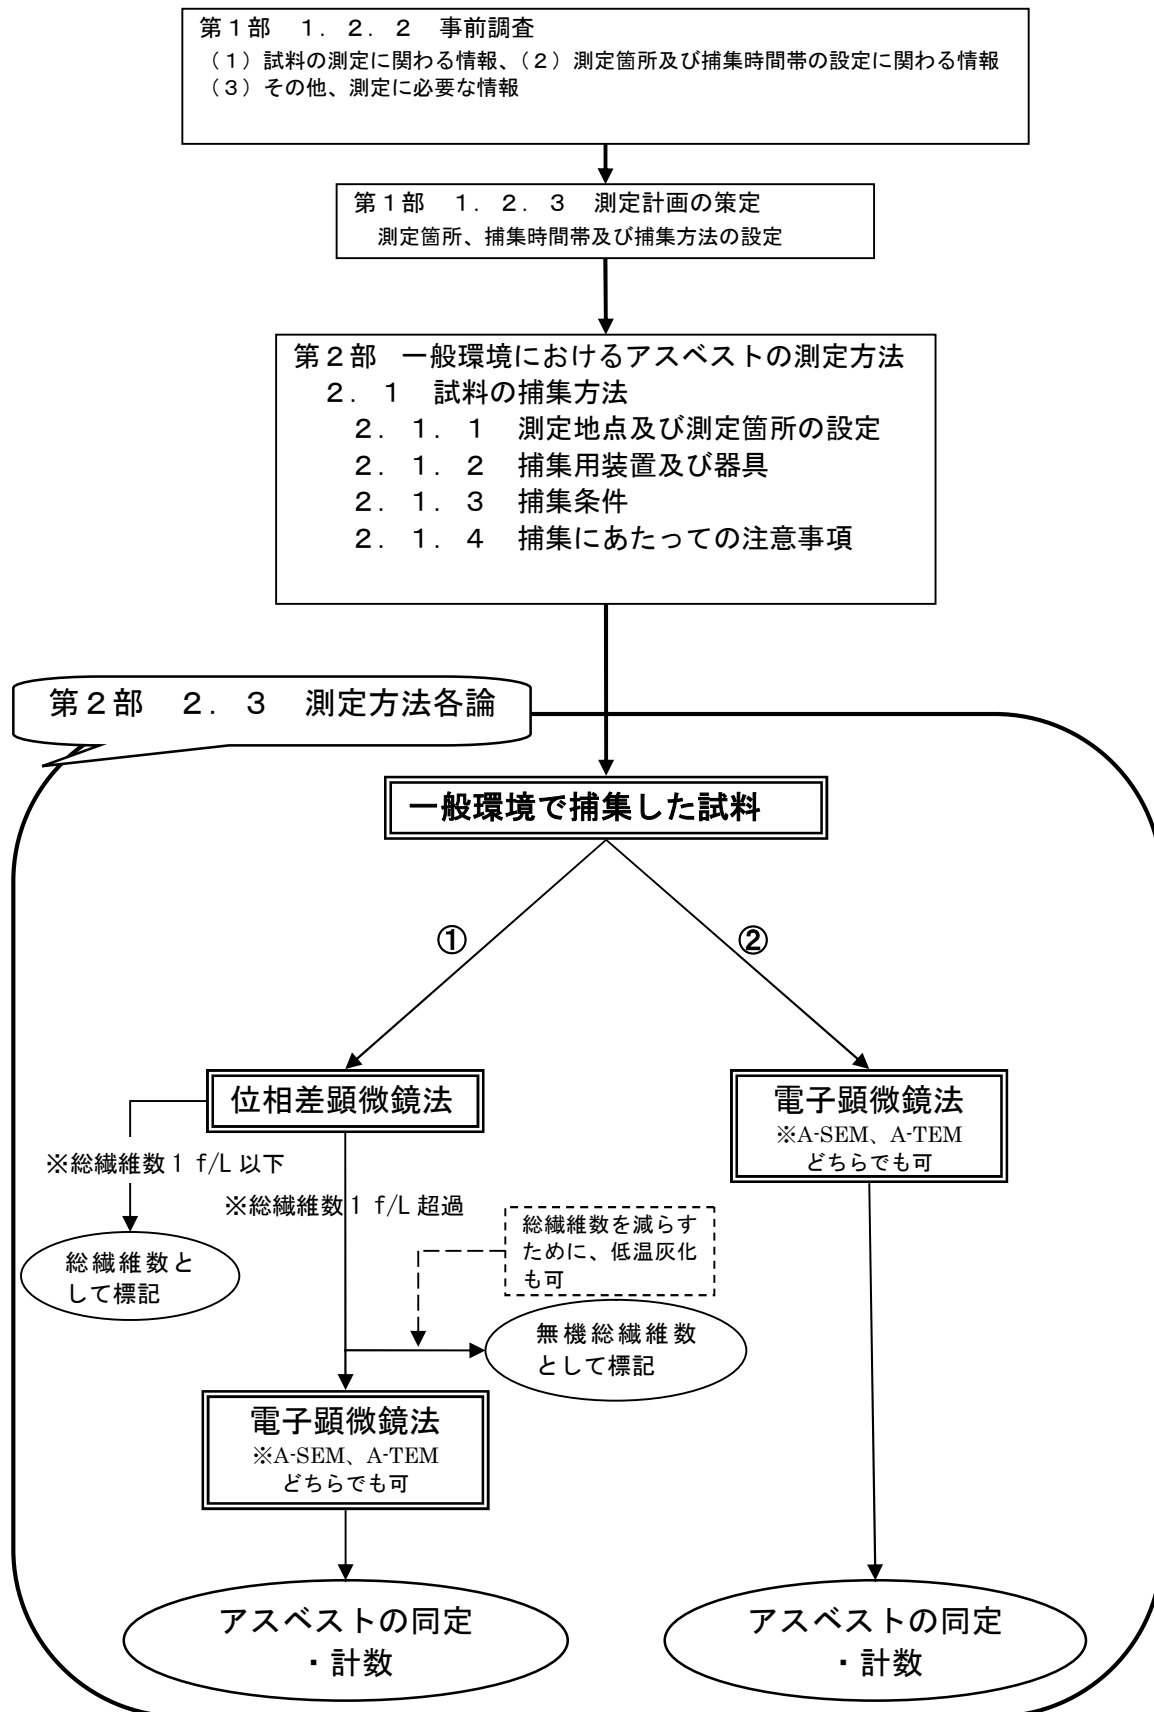 第１部　１．２．２　事前調査
（１）試料の測定に関わる情報、（２）測定箇所及び捕集時間帯の設定に関わる情報
（３）その他、測定に必要な情報
第１部　１．２．３　測定計画の策定
測定箇所、捕集時間帯及び捕集方法の設定
第２部　一般環境におけるアスベストの測定方法
２．１　試料の捕集方法
２．１．１　測定地点及び測定箇所の設定
２．１．２　捕集用装置及び器具
２．１．３　捕集条件
２．１．４　捕集にあたっての注意事項
第２部　２．３　測定方法各論
一般環境で捕集した試料
①
②
位相差顕微鏡法
※総繊維数１ f/L 以下
総繊維数と
して標記
※総繊維数１ f/L 超過
総繊維数を減らす
ために、低温灰化
も可
無機総繊維数
として標記
電子顕微鏡法
※A-SEM、A-TEM
どちらでも可
アスベストの同定
・計数
電子顕微鏡法
※A-SEM、A-TEM
どちらでも可
アスベストの同定
・計数